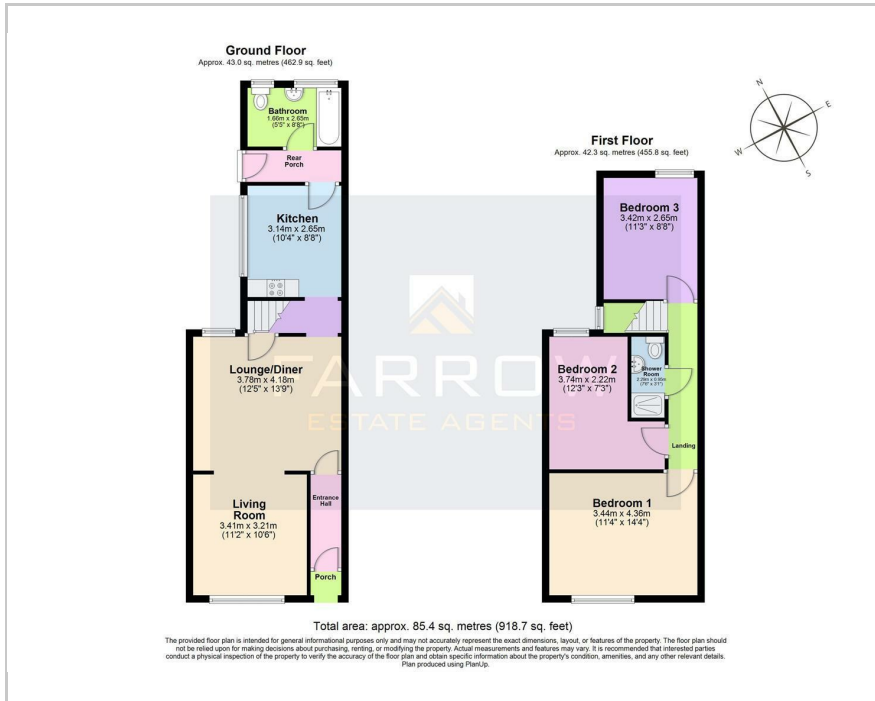 Ground Floor
Approx. 43.0 sq. metres (462.9 sq. feet)
Bathroom
1.66m x 2.65m
(5'5" x 8'8")
Rear
Porch
Kitchen
3.14m x 2.65m
(10'4" x 8'8")
Lounge/Diner
3.78m x 4.18m
(12'5" x 13'9")
Living
Room
3.41m x 3.21m
(11'2" x 10'6")
Entrance
Hall
Porch
N
E
S
W
First Floor
Approx. 42.3 sq. metres (455.8 sq. feet)
Bedroom 3
3.42m x 2.65m
(11'3" x 8'8")
Bedroom 2
3.74m x 2.22m
(12'3" x 7'3")
Shower
Room
Landing
Bedroom 1
3.44m x 4.36m
(11'4" x 14'4")
FARROW
ESTATE AGENTS
Total area: approx. 85.4 sq. metres (918.7 sq. feet)
The provided floor plan is intended for general informational purposes only and may not accurately represent the exact dimensions, layout, or features of the property. The floor plan should
not be relied upon for making decisions about purchasing, renting, or modifying the property. Actual measurements and features may vary. It is recommended that interested parties
conduct a physical inspection of the property to verify the accuracy of the floor plan and obtain specific information about the property's condition, amenities, and any other relevant details.
Plan produced using PlanUp.